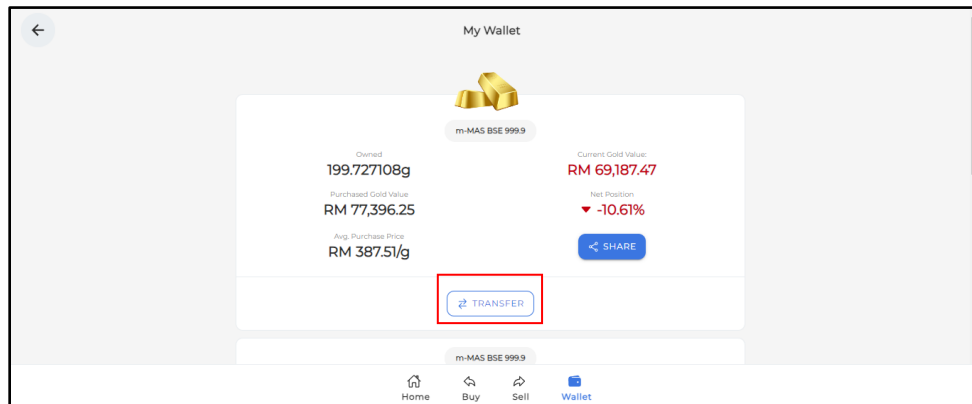 My Wallet
m-MAS BSE 999.9
Owned
199.727108g
Current Gold Value:
RM 69,187.47
Purchased Gold Value
RM 77,396.25
Net Position
-10.61%
Avg. Purchase Price
RM 387.51/g
SHARE
TRANSFER
m-MAS BSE 999.9
Home
Buy
Sell
Wallet